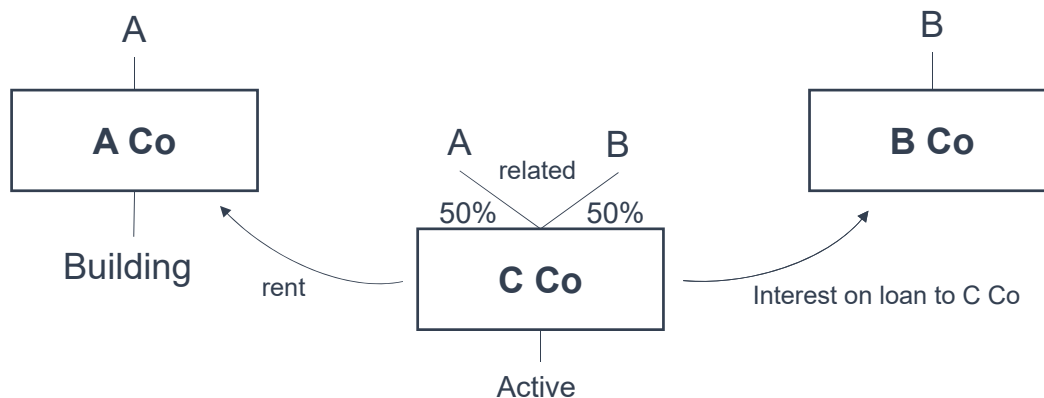 A
B
A Co
B Co
A
B
related
50%
50%
Building
rent
C Co
Interest on loan to C Co
Active